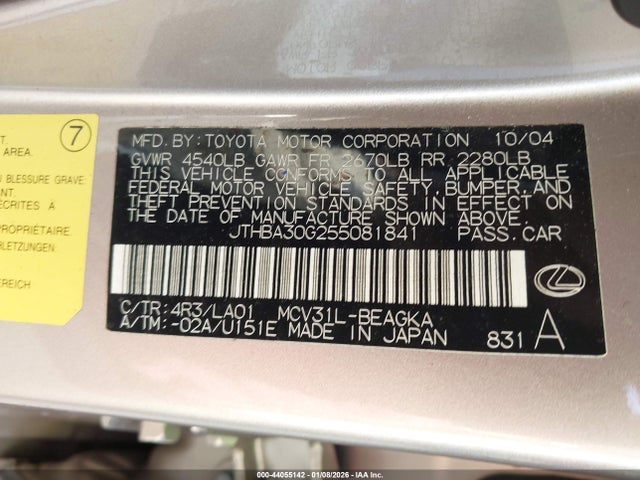 7
AREA.
BLESSURE GRAVE
ÉCRITES À
PROPRIÉTAIRE.
MFD. BY: TOYOTA MOTOR CORPORATION 10/04
GVWR 4540LB GAWR FR 2670LB RR 2280LB
THIS VEHICLE CONFORMS TO ALL APPLICABLE
FEDERAL MOTOR VEHICLE SAFETY, BUMPER, AND
THEFT PREVENTION STANDARDS IN EFFECT ON
THE DATE OF MANUFACTURE SHOWN ABOVE.
JTHBA30G255081841 PASS. CAR
C/TR: 4R3/LA01 MCV31L-BEAGKA
A/TM: -02A/U151E MADE IN JAPAN 831 A
000-44055142 - 01/08/2026 - © IAA Inc.